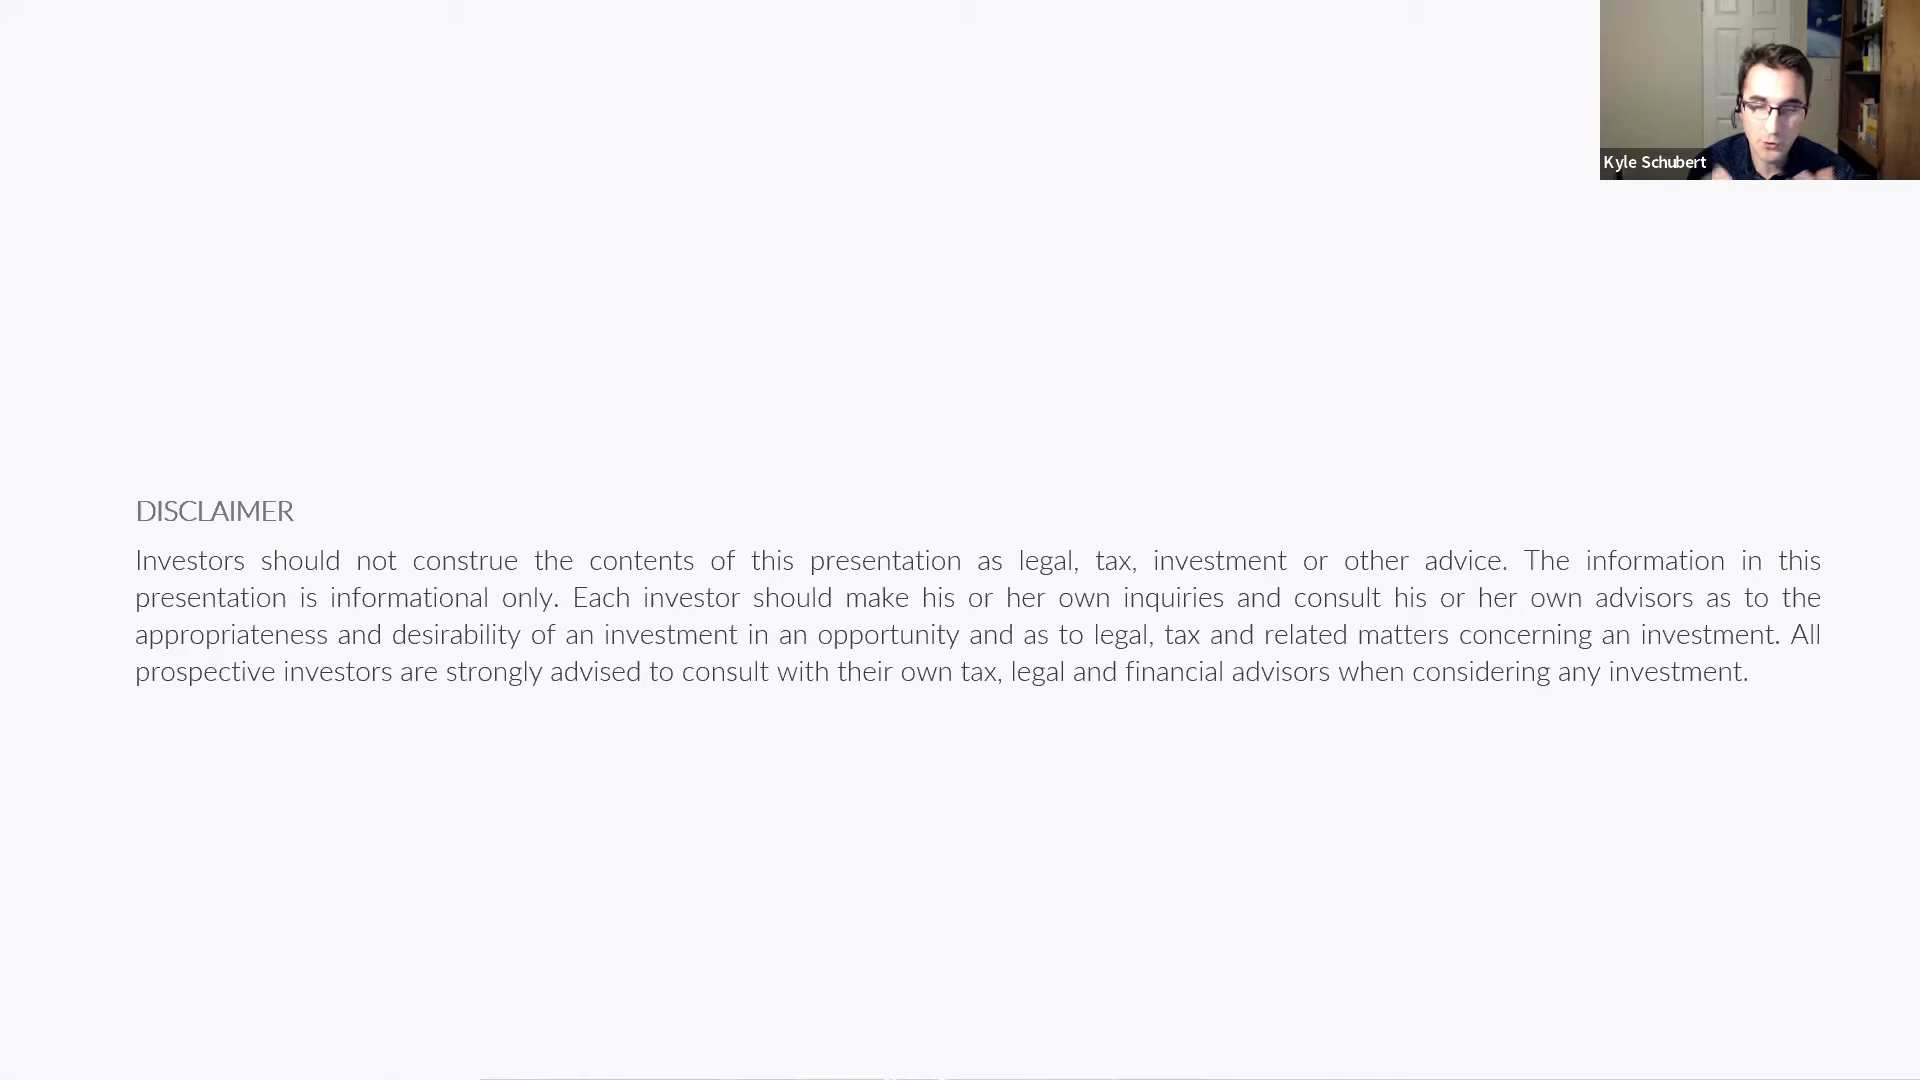 Kyle Schubert
DISCLAIMER
Investors should not construe the contents of this presentation as legal, tax, investment or other advice. The information in this
presentation is informational only. Each investor should make his or her own inquiries and consult his or her own advisors as to the
appropriateness and desirability of an investment in an opportunity and as to legal, tax and related matters concerning an investment. All
prospective investors are strongly advised to consult with their own tax, legal and financial advisors when considering any investment.